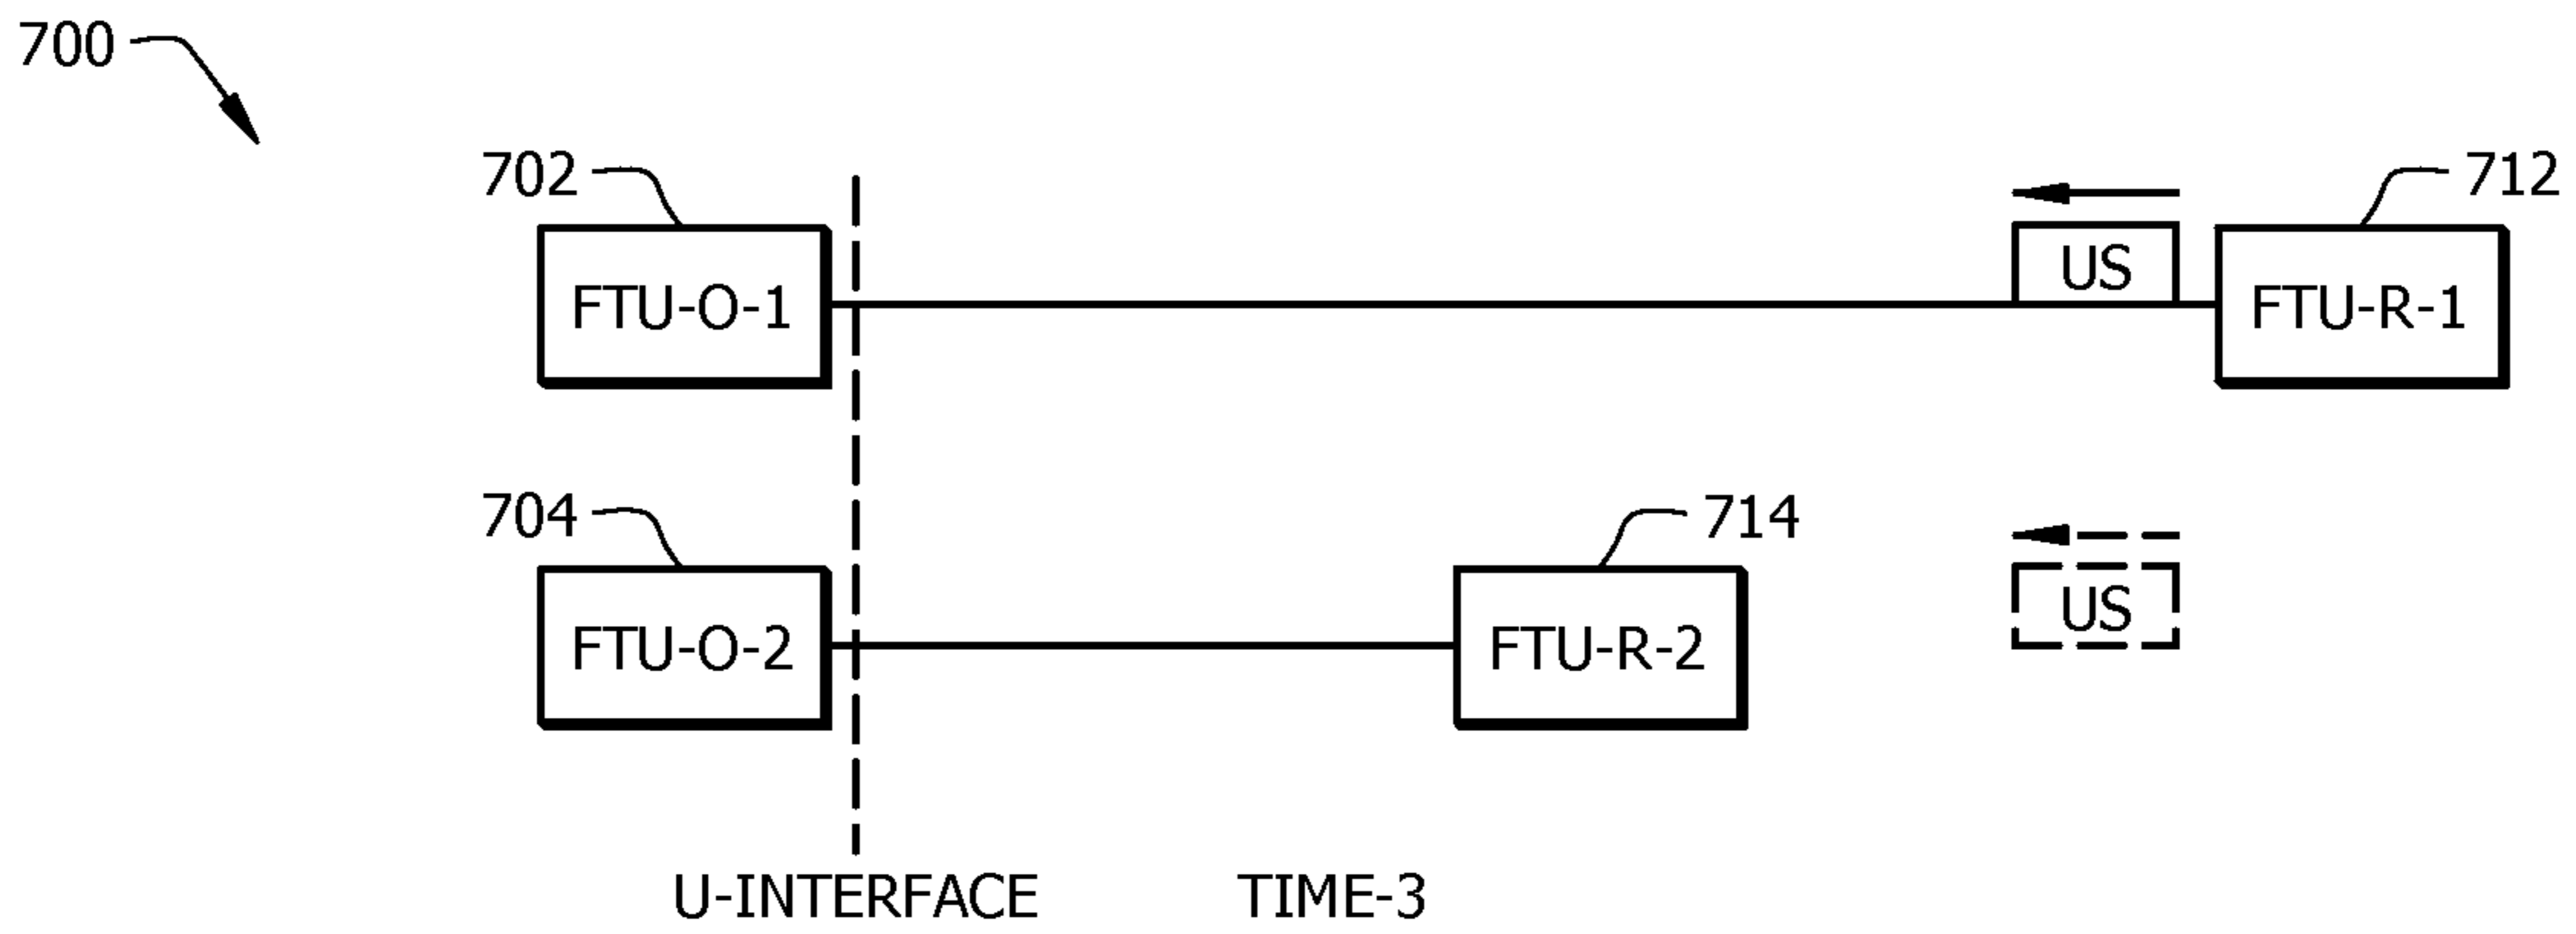 700
702
712
US
FTU-O-1
FTU-R-1
704
714
FTU-O-2
FTU-R-2
US
U-INTERFACE
TIME-3